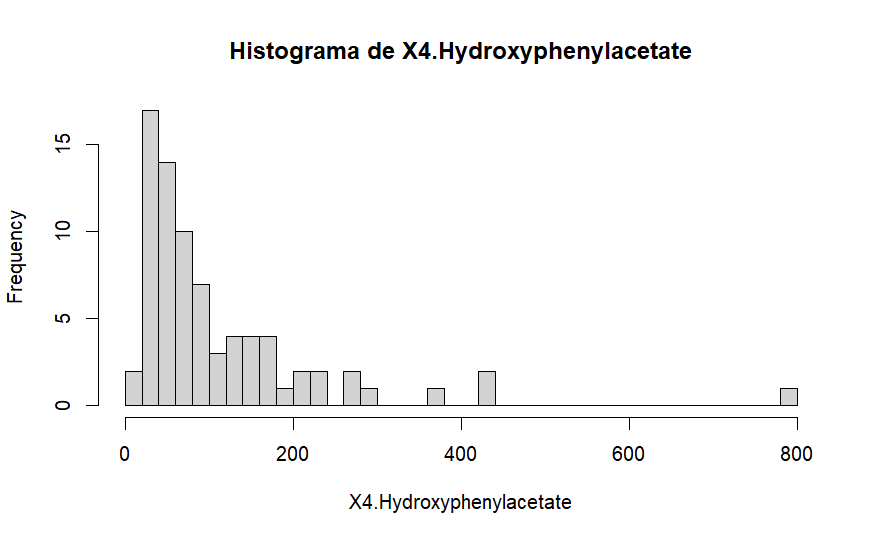 Histograma de X4.Hydroxyphenylacetate
Frequency
15
10
5
0
0 200 400 600 800
X4.Hydroxyphenylacetate